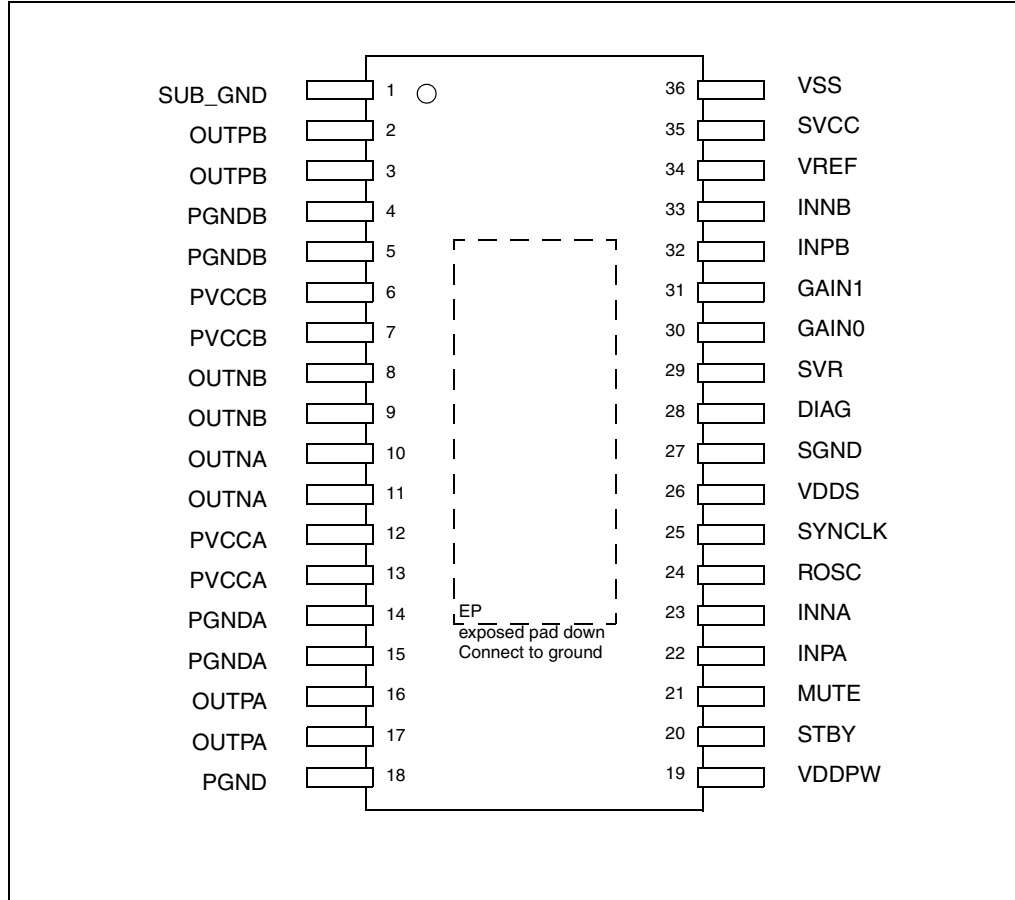 SUB_GND 1 36 VSS
OUTPB 2 35 SVCC
OUTPB 3 34 VREF
PGNDB 4 33 INNB
PGNDB 5 32 INPB
PVCCB 6 31 GAIN1
PVCCB 7 30 GAIN0
OUTNB 8 29 SVR
OUTNB 9 28 DIAG
OUTNA 10 27 SGND
OUTNA 11 26 VDDS
PVCCA 12 25 SYNCLK
PVCCA 13 24 ROSC
PGNDA 14 23 INNA
PGNDA 15 22 INPA
OUTPA 16 21 MUTE
OUTPA 17 20 STBY
PGND 18 19 VDDPW
EP
exposed pad down
Connect to ground